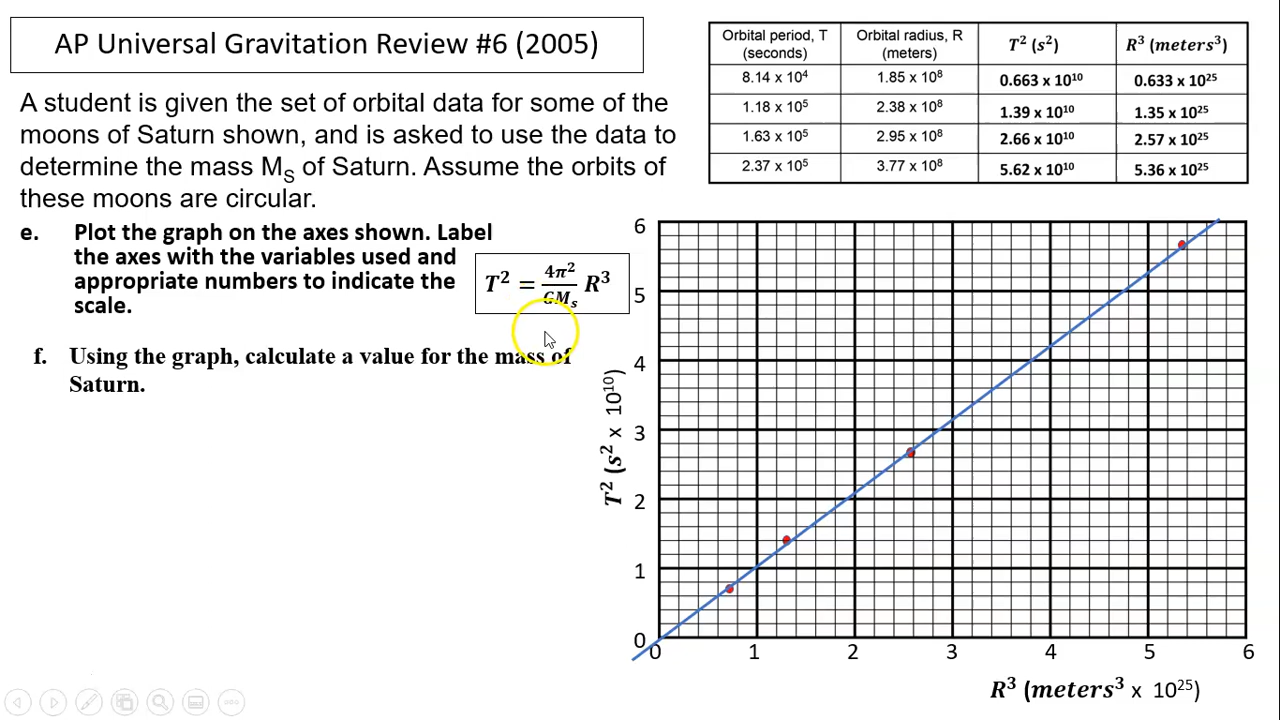 AP Universal Gravitation Review #6 (2005)
A student is given the set of orbital data for some of the
moons of Saturn shown, and is asked to use the data to
determine the mass M_S of Saturn. Assume the orbits of
these moons are circular.
e. Plot the graph on the axes shown. Label
the axes with the variables used and
appropriate numbers to indicate the
scale.
T² = 4π²/GMₛ R³
f. Using the graph, calculate a value for the mass of
Saturn.
Orbital period, T (seconds) Orbital radius, R (meters) T² (s²) R³ (meters³)
8.14 x 10⁴ 1.85 x 10⁸ 0.663 x 10¹⁰ 0.633 x 10²⁵
1.18 x 10⁵ 2.38 x 10⁸ 1.39 x 10¹⁰ 1.35 x 10²⁵
1.63 x 10⁵ 2.95 x 10⁸ 2.66 x 10¹⁰ 2.57 x 10²⁵
2.37 x 10⁵ 3.77 x 10⁸ 5.62 x 10¹⁰ 5.36 x 10²⁵
6
5
4
3
2
1
0
T² (s² x 10¹⁰)
0 1 2 3 4 5 6
R³ (meters³ x 10²⁵)